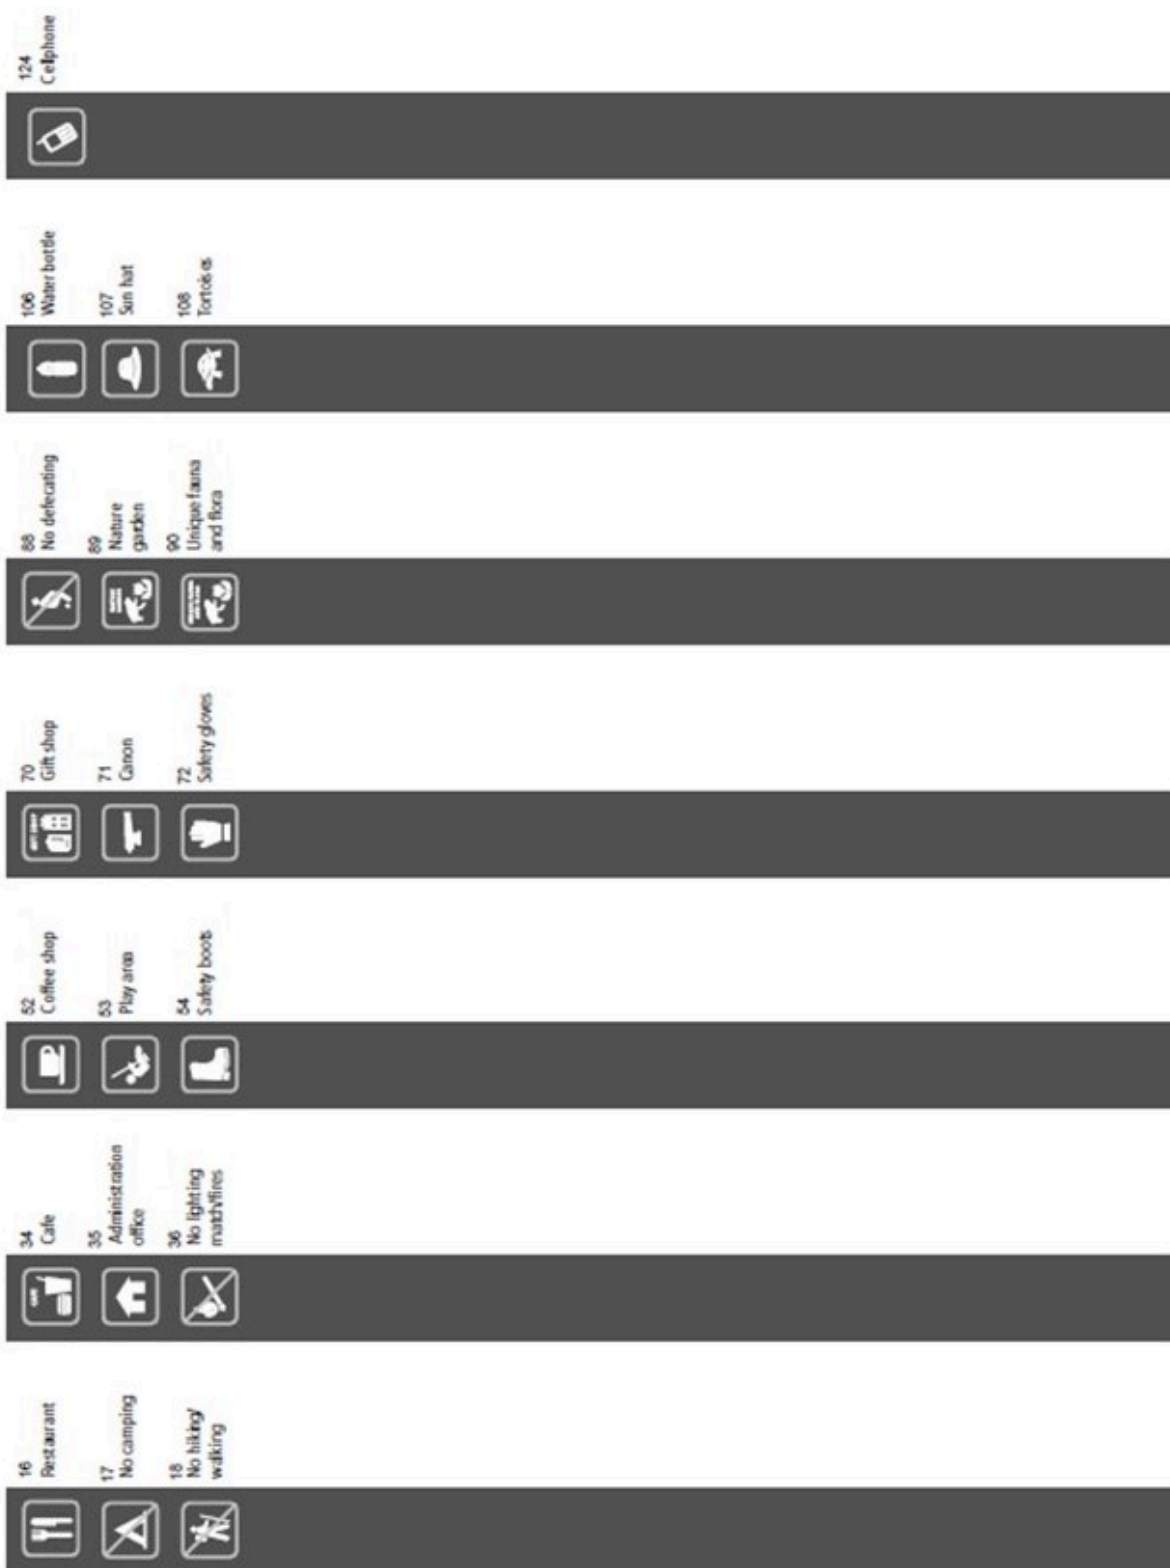 16
Restaurant
17
No camping
18
No hiking/
walking
34
Cafe
35
Administration
office
36
No lighting
match/fires
52
Coffee shop
53
Play area
54
Safety boots
70
Gift shop
71
Canon
72
Safety gloves
88
No defecating
89
Nature
garden
90
Unique fauna
and flora
106
Water bottle
107
Sun hat
108
Tortoises
124
Cellphone